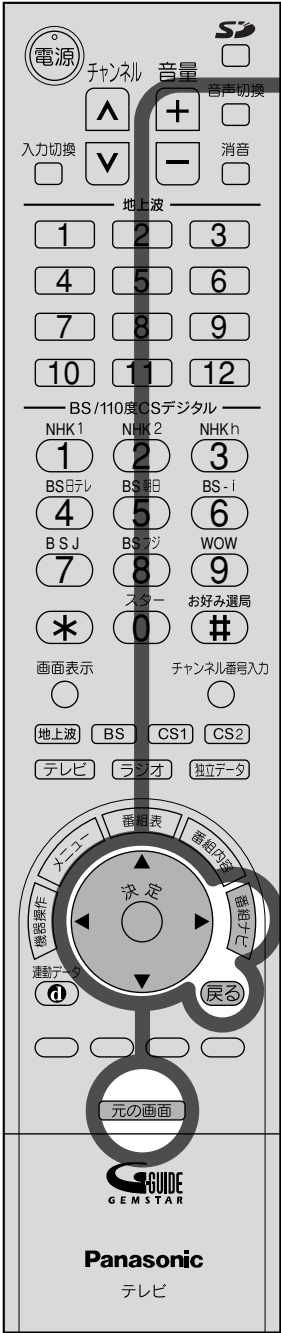 SD
電源
チャンネル 音量
音声切換
入力切換 消音
地上波
1 2 3
4 5 6
7 8 9
10 11 12
BS/110度CSデジタル
NHK1 NHK2 NHKh
1 2 3
BS日テレ BS朝日 BS-i
4 5 6
BSJ BSフジ WOW
7 8 9
スター お好み選局
* 0 #
画面表示 チャンネル番号入力
地上波 BS CS1 CS2
テレビ ラジオ 独立データ
機器操作 メニュー 番組表 番組内容 番組ナビ
決定
連動データ
d 戻る
元の画面
G-GUIDE
GEMSTAR
Panasonic
テレビ